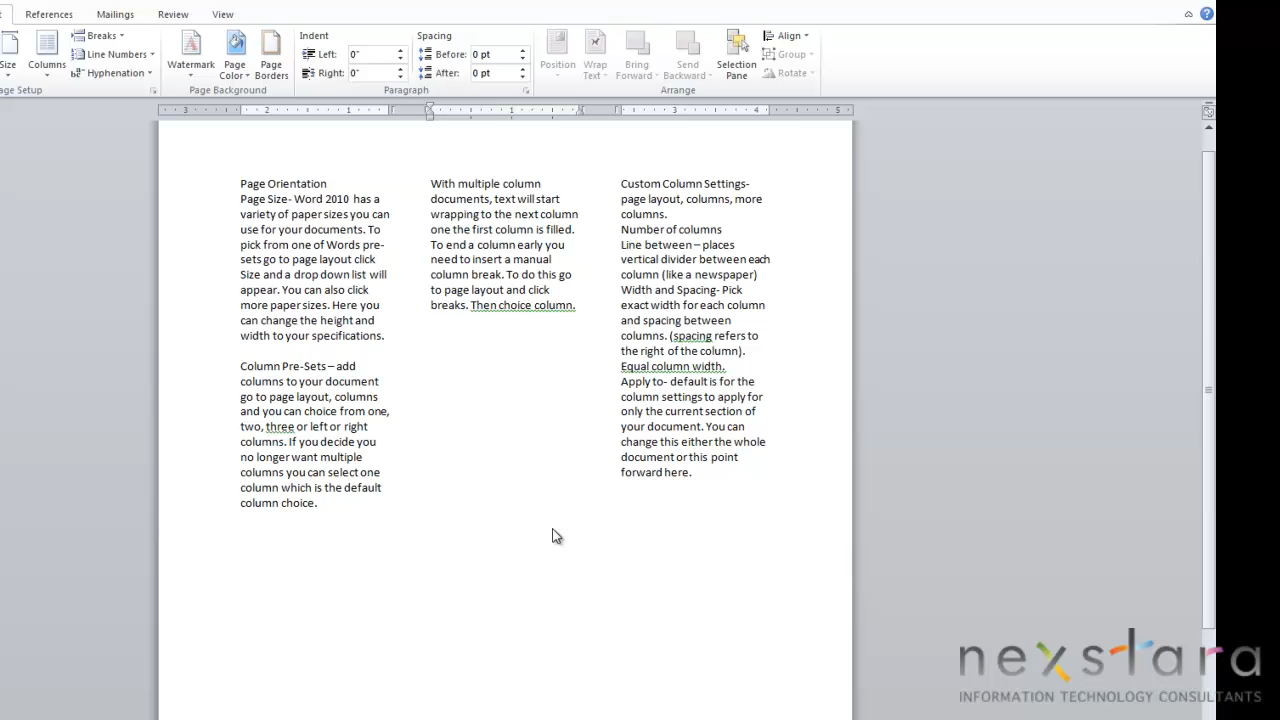 References Mailings Review View
Breaks
Line Numbers
Hyphenation
Size Columns
age Setup
Watermark Page Color Page Borders
Page Background
Indent Spacing
Left: 0" Before: 0 pt
Right: 0" After: 0 pt
Paragraph
Position Wrap Text Bring Forward Send Backward Selection Pane
Align
Group
Rotate
Arrange
3 2 1 1 3 4 5
Page Orientation
Page Size- Word 2010 has a
variety of paper sizes you can
use for your documents. To
pick from one of Words pre-
sets go to page layout click
Size and a drop down list will
appear. You can also click
more paper sizes. Here you
can change the height and
width to your specifications.
Column Pre-Sets – add
columns to your document
go to page layout, columns
and you can choice from one,
two, three or left or right
columns. If you decide you
no longer want multiple
columns you can select one
column which is the default
column choice.
With multiple column
documents, text will start
wrapping to the next column
one the first column is filled.
To end a column early you
need to insert a manual
column break. To do this go
to page layout and click
breaks. Then choice column.
Custom Column Settings-
page layout, columns, more
columns.
Number of columns
Line between – places
vertical divider between each
column (like a newspaper)
Width and Spacing- Pick
exact width for each column
and spacing between
columns. (spacing refers to
the right of the column).
Equal column width.
Apply to- default is for the
column settings to apply for
only the current section of
your document. You can
change this either the whole
document or this point
forward here.
nexstara
INFORMATION TECHNOLOGY CONSULTANTS